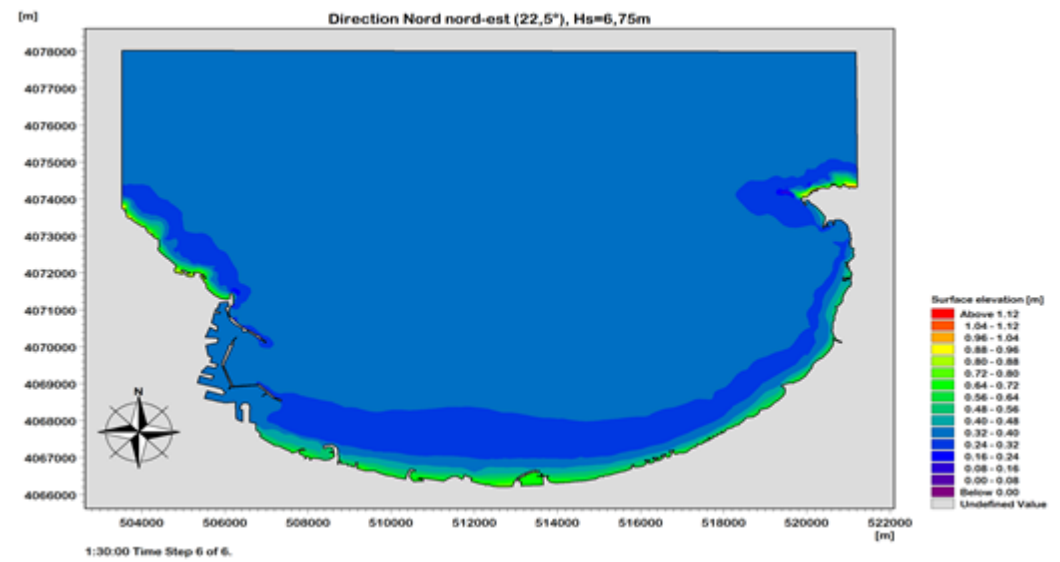 [m]
Direction Nord nord-est (22,5°), Hs=6,75m
4078000
4077000
4076000
4075000
4074000
4073000
4072000
4071000
4070000
4069000
4068000
4067000
4066000
N
504000 506000 508000 510000 512000 514000 516000 518000 520000 522000
[m]
1:30:00 Time Step 6 of 6.
Surface elevation [m]
Above 1.12
1.04 - 1.12
0.96 - 1.04
0.88 - 0.96
0.80 - 0.88
0.72 - 0.80
0.64 - 0.72
0.56 - 0.64
0.48 - 0.56
0.40 - 0.48
0.32 - 0.40
0.24 - 0.32
0.16 - 0.24
0.08 - 0.16
0.00 - 0.08
Below 0.00
Undefined Value